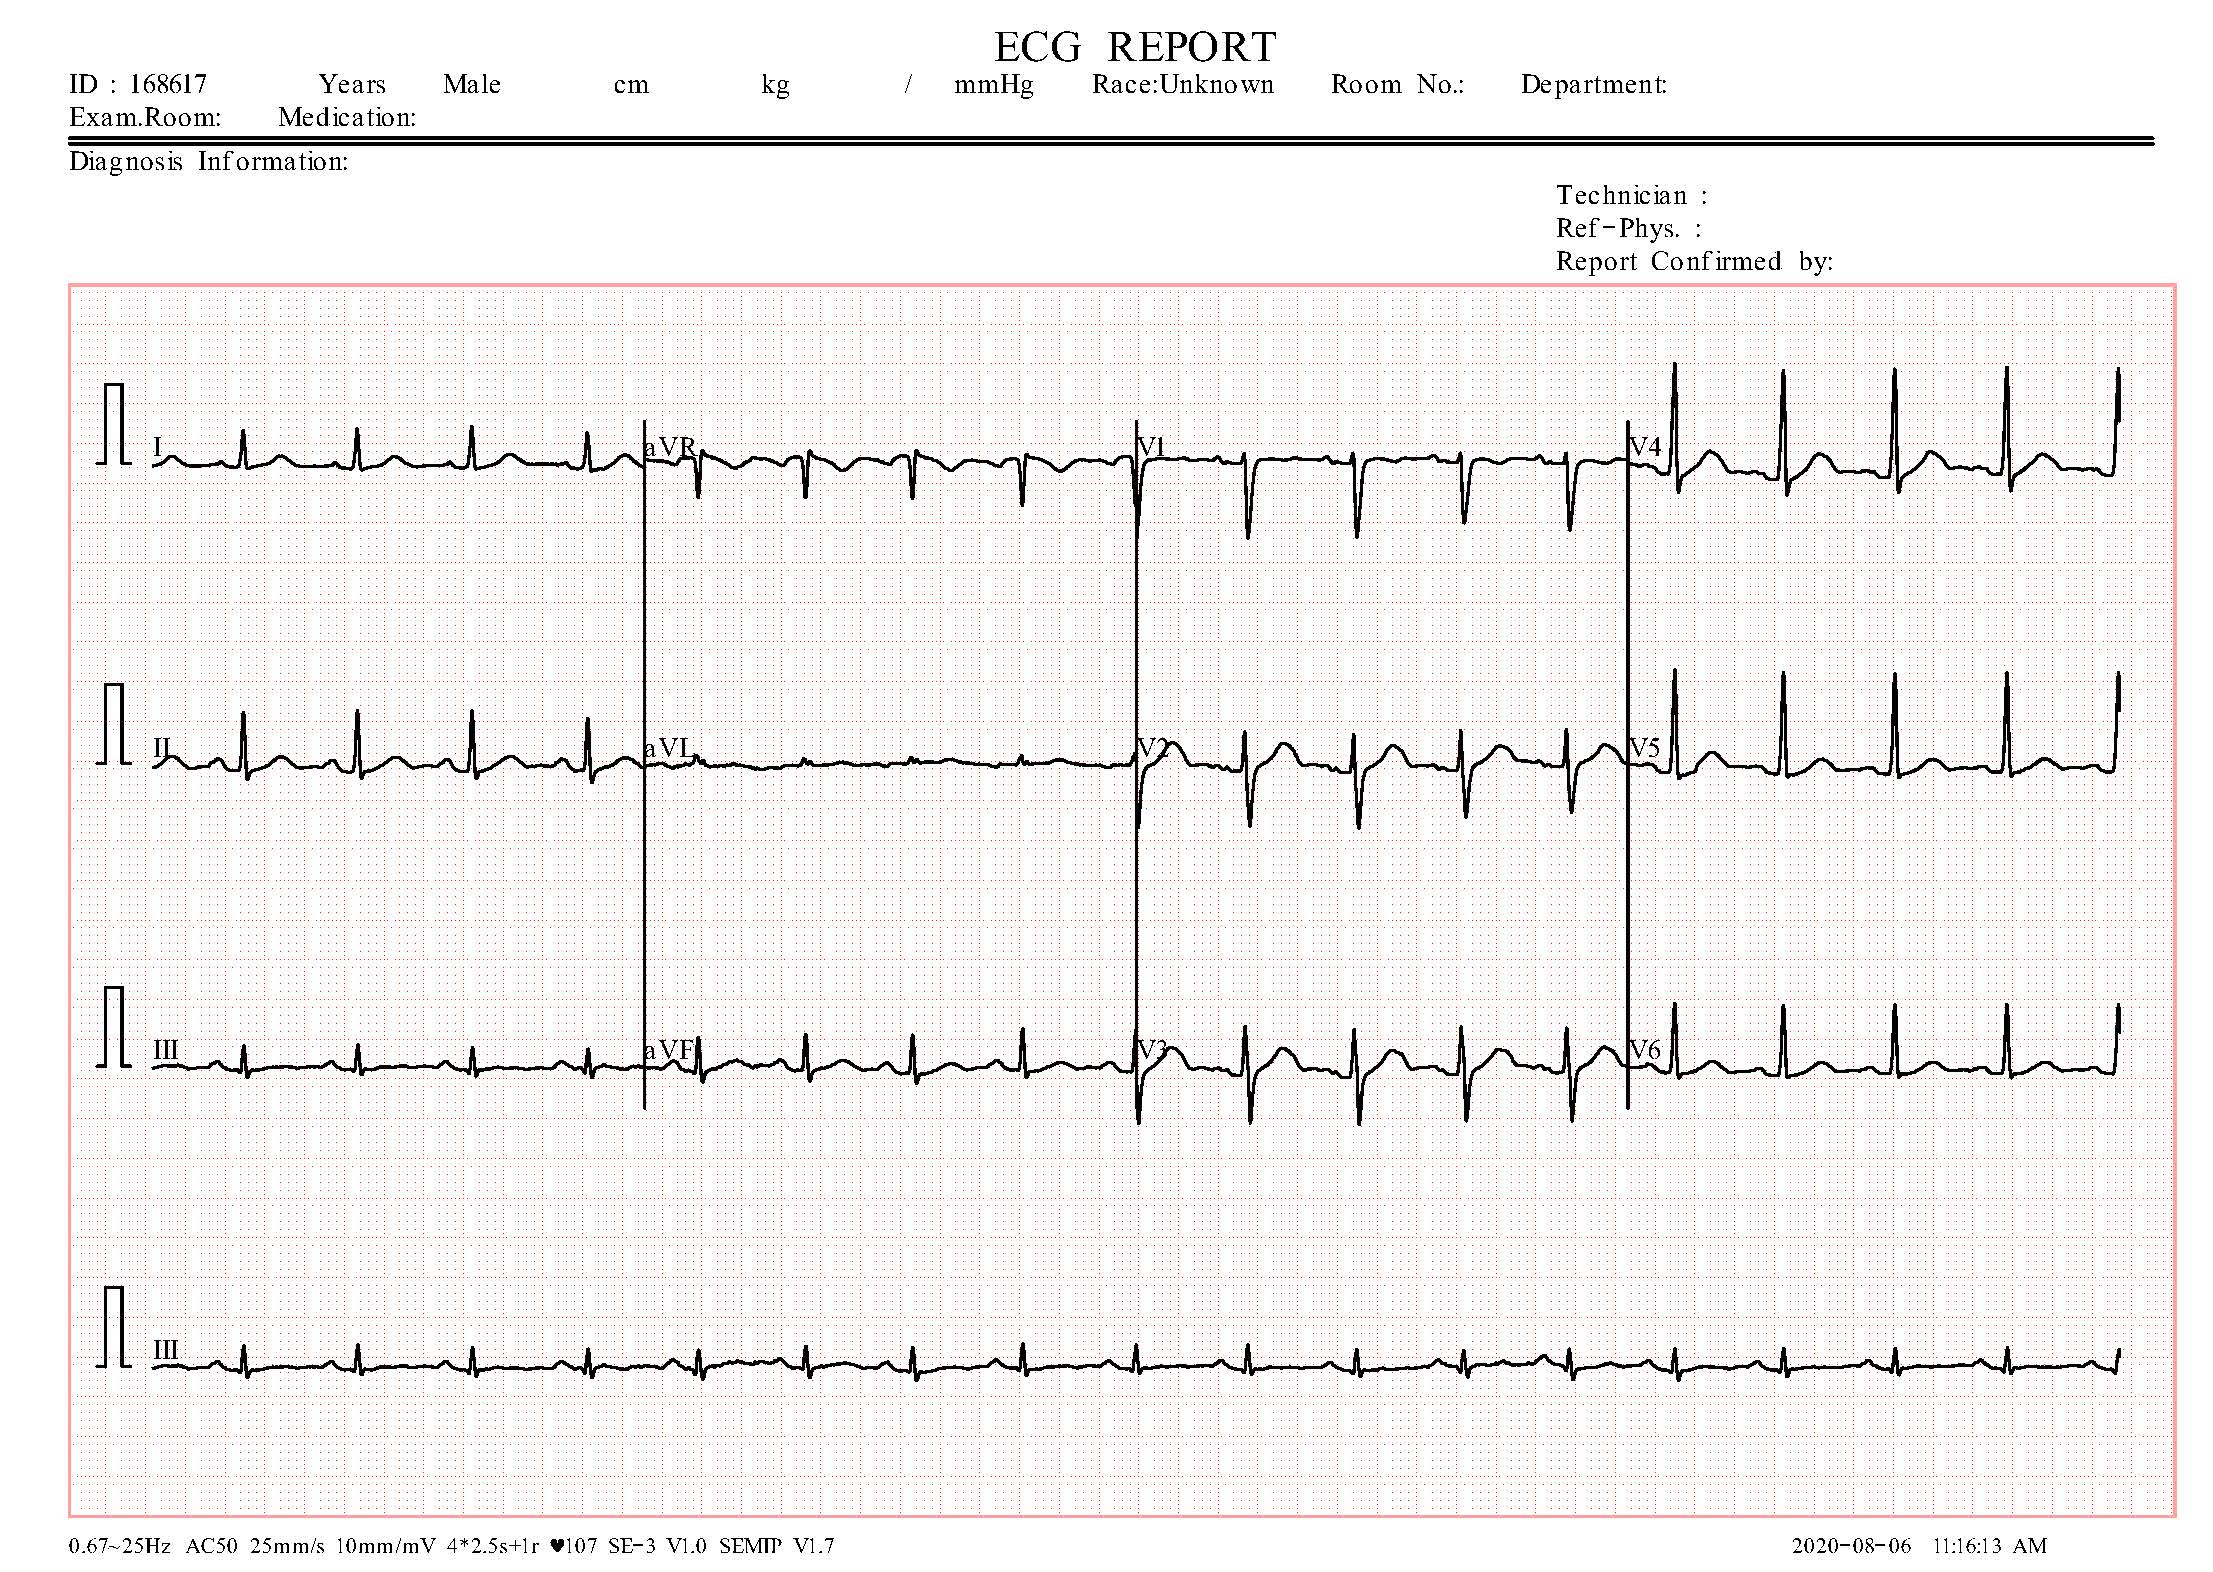 ECG REPORT
ID : 168617 Years Male cm kg / mmHg Race:Unknown Room No.: Department:
Exam.Room: Medication:
Diagnosis Information:
Technician :
Ref-Phys. :
Report Confirmed by:
I aVR V1 V4
II aVL V2 V5
III aVF V3 V6
III
0.67~25Hz AC50 25mm/s 10mm/mV 4*2.5s+1r ♥107 SE-3 V1.0 SEMIP V1.7 2020-08-06 11:16:13 AM